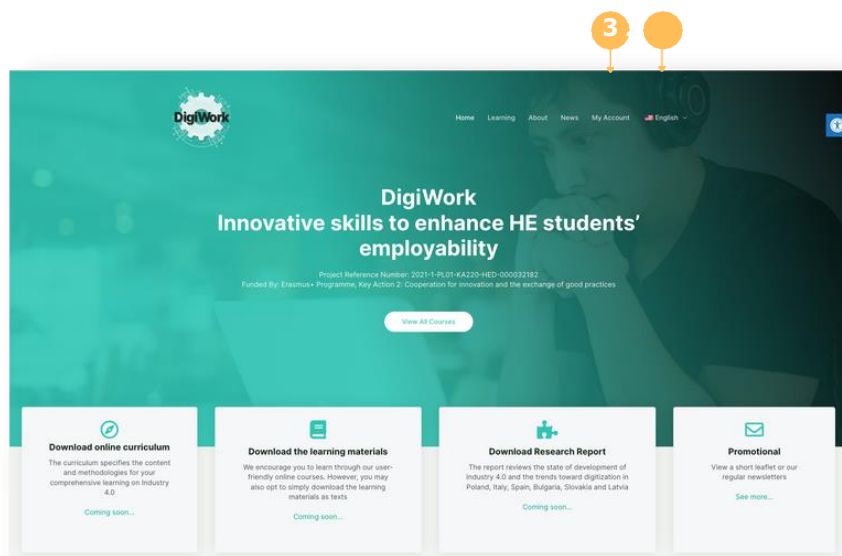 3
DigiWork
Home Learning About News My Account English
DigiWork
Innovative skills to enhance HE students'
employability
Project Reference Number: 2021-1-PL01-KA220-HED-000032182
Funded By: Erasmus+ Programme, Key Action 2: Cooperation for innovation and the exchange of good practices
View All Courses
Download online curriculum
The curriculum specifies the content
and methodologies for your
comprehensive learning on Industry
4.0
Coming soon...
Download the learning materials
We encourage you to learn through our user-
friendly online courses. However, you may
also opt to simply download the learning
materials as texts
Coming soon...
Download Research Report
The report reviews the state of development of
Industry 4.0 and the trends toward digitization in
Poland, Italy, Spain, Bulgaria, Slovakia and Latvia
Coming soon...
Promotional
View a short leaflet or our
regular newsletters
See more...